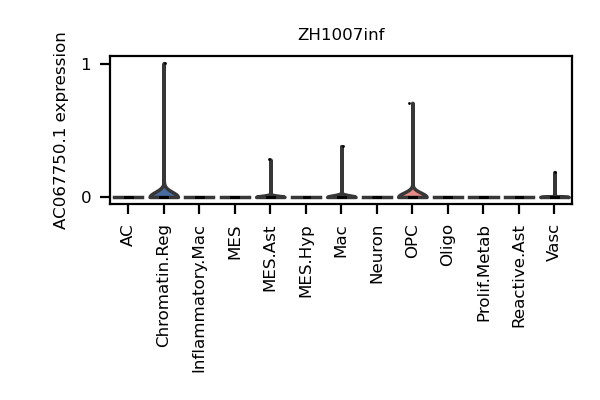 ZH1007inf
AC067750.1 expression
1
0
AC
Chromatin.Reg
Inflammatory.Mac
MES
MES.Ast
MES.Hyp
Mac
Neuron
OPC
Oligo
Prolif.Metab
Reactive.Ast
Vasc